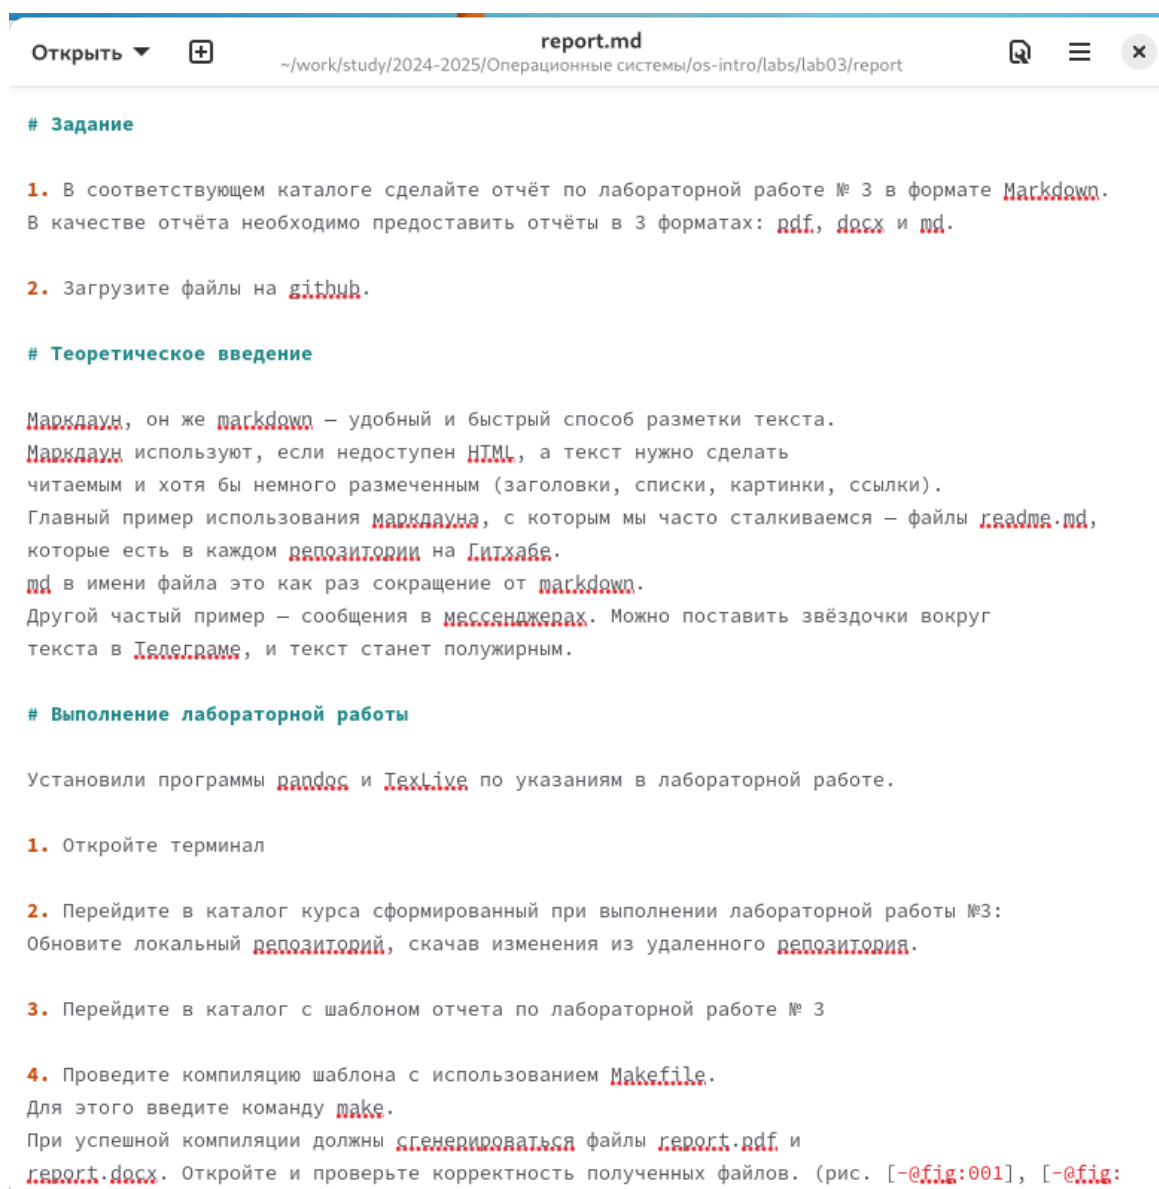 Открыть
report.md
~/work/study/2024-2025/Операционные системы/os-intro/labs/lab03/report
# Задание
1. В соответствующем каталоге сделайте отчёт по лабораторной работе № 3 в формате Markdown.
В качестве отчёта необходимо предоставить отчёты в 3 форматах: pdf, docx и md.
2. Загрузите файлы на github.
# Теоретическое введение
Маркдаун, он же markdown — удобный и быстрый способ разметки текста.
Маркдаун используют, если недоступен HTML, а текст нужно сделать
читаемым и хотя бы немного размеченным (заголовки, списки, картинки, ссылки).
Главный пример использования маркдауна, с которым мы часто сталкиваемся — файлы readme.md,
которые есть в каждом репозитории на Гитхабе.
md в имени файла это как раз сокращение от markdown.
Другой частый пример — сообщения в мессенджерах. Можно поставить звёздочки вокруг
текста в Телеграме, и текст станет полужирным.
# Выполнение лабораторной работы
Установили программы pandoc и TexLive по указаниям в лабораторной работе.
1. Откройте терминал
2. Перейдите в каталог курса сформированный при выполнении лабораторной работы №3:
Обновите локальный репозиторий, скачав изменения из удаленного репозитория.
3. Перейдите в каталог с шаблоном отчета по лабораторной работе № 3
4. Проведите компиляцию шаблона с использованием Makefile.
Для этого введите команду make.
При успешной компиляции должны сгенерироваться файлы report.pdf и
report.docx. Откройте и проверьте корректность полученных файлов. (рис. [-@fig:001], [-@fig: